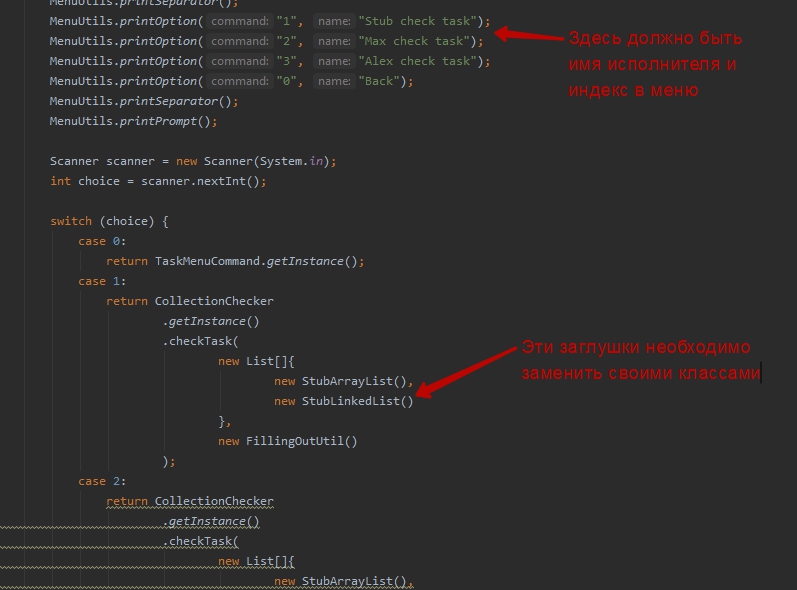 MenuUtils.printSeparator();
MenuUtils.printOption( command: "1", name: "Stub check task");
MenuUtils.printOption( command: "2", name: "Max check task");
MenuUtils.printOption( command: "3", name: "Alex check task");
MenuUtils.printOption( command: "0", name: "Back");
MenuUtils.printSeparator();
MenuUtils.printPrompt();
Здесь должно быть
имя исполнителя и
индекс в меню
Scanner scanner = new Scanner(System.in);
int choice = scanner.nextInt();
switch (choice) {
case 0:
return TaskMenuCommand.getInstance();
case 1:
return CollectionChecker
.getInstance()
.checkTask(
new List[]{
new StubArrayList(),
new StubLinkedList()
},
new FillingOutUtil()
);
Эти заглушки необходимо
заменить своими классами
case 2:
return CollectionChecker
.getInstance()
.checkTask(
new List[]{
new StubArrayList(),